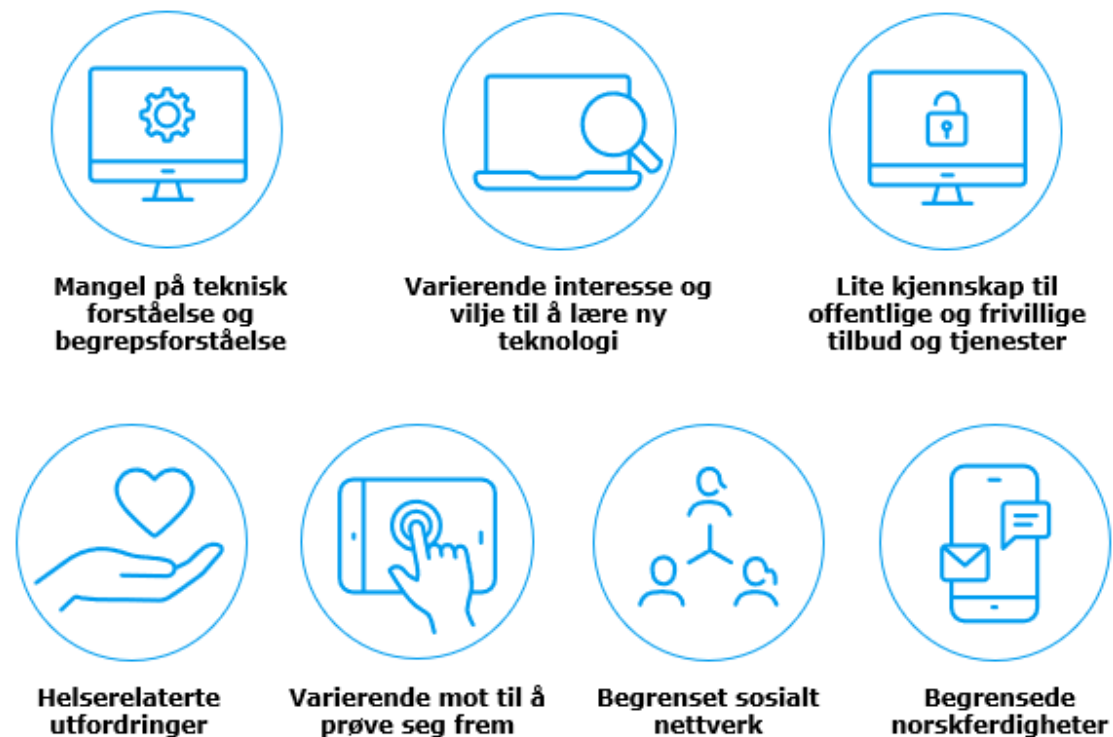 Mangel på teknisk
forståelse og
begrepsforståelse
Varierende interesse og
vilje til å lære ny
teknologi
Lite kjennskap til
offentlige og frivillige
tilbud og tjenester
Helserelaterte
utfordringer
Varierende mot til å
prøve seg frem
Begrenset sosialt
nettverk
Begrensede
norskferdigheter